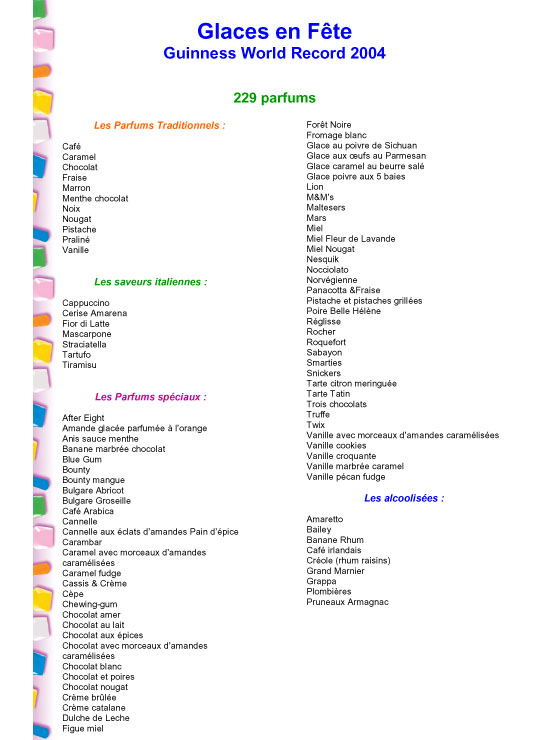 Glaces en Fête
Guinness World Record 2004
229 parfums
Les Parfums Traditionnels :
Café
Caramel
Chocolat
Fraise
Marron
Menthe chocolat
Noix
Nougat
Pistache
Praliné
Vanille
Les saveurs italiennes :
Cappuccino
Cerise Amarena
Fior di Latte
Mascarpone
Straciatella
Tartufo
Tiramisu
Les Parfums spéciaux :
After Eight
Amande glacée parfumée à l'orange
Anis sauce menthe
Banane marbrée chocolat
Blue Gum
Bounty
Bounty mangue
Bulgare Abricot
Bulgare Groseille
Café Arabica
Cannelle
Cannelle aux éclats d'amandes Pain d'épice
Carambar
Caramel avec morceaux d'amandes
caramélisées
Caramel fudge
Cassis & Crème
Cèpe
Chewing-gum
Chocolat amer
Chocolat au lait
Chocolat aux épices
Chocolat avec morceaux d'amandes
caramélisées
Chocolat blanc
Chocolat et poires
Chocolat nougat
Crème brûlée
Crème catalane
Dulche de Leche
Figue miel
Forêt Noire
Fromage blanc
Glace au poivre de Sichuan
Glace aux œufs au Parmesan
Glace caramel au beurre salé
Glace poivre aux 5 baies
Lion
M&M's
Maltesers
Mars
Miel
Miel Fleur de Lavande
Miel Nougat
Nesquik
Nocciolato
Norvégienne
Panacotta &Fraise
Pistache et pistaches grillées
Poire Belle Hélène
Réglisse
Rocher
Roquefort
Sabayon
Smarties
Snickers
Tarte citron meringuée
Tarte Tatin
Trois chocolats
Truffe
Twix
Vanille avec morceaux d'amandes caramélisées
Vanille cookies
Vanille croquante
Vanille marbrée caramel
Vanille pécan fudge
Les alcoolisées :
Amaretto
Bailey
Banane Rhum
Café irlandais
Créole (rhum raisins)
Grand Marnier
Grappa
Plombières
Pruneaux Armagnac